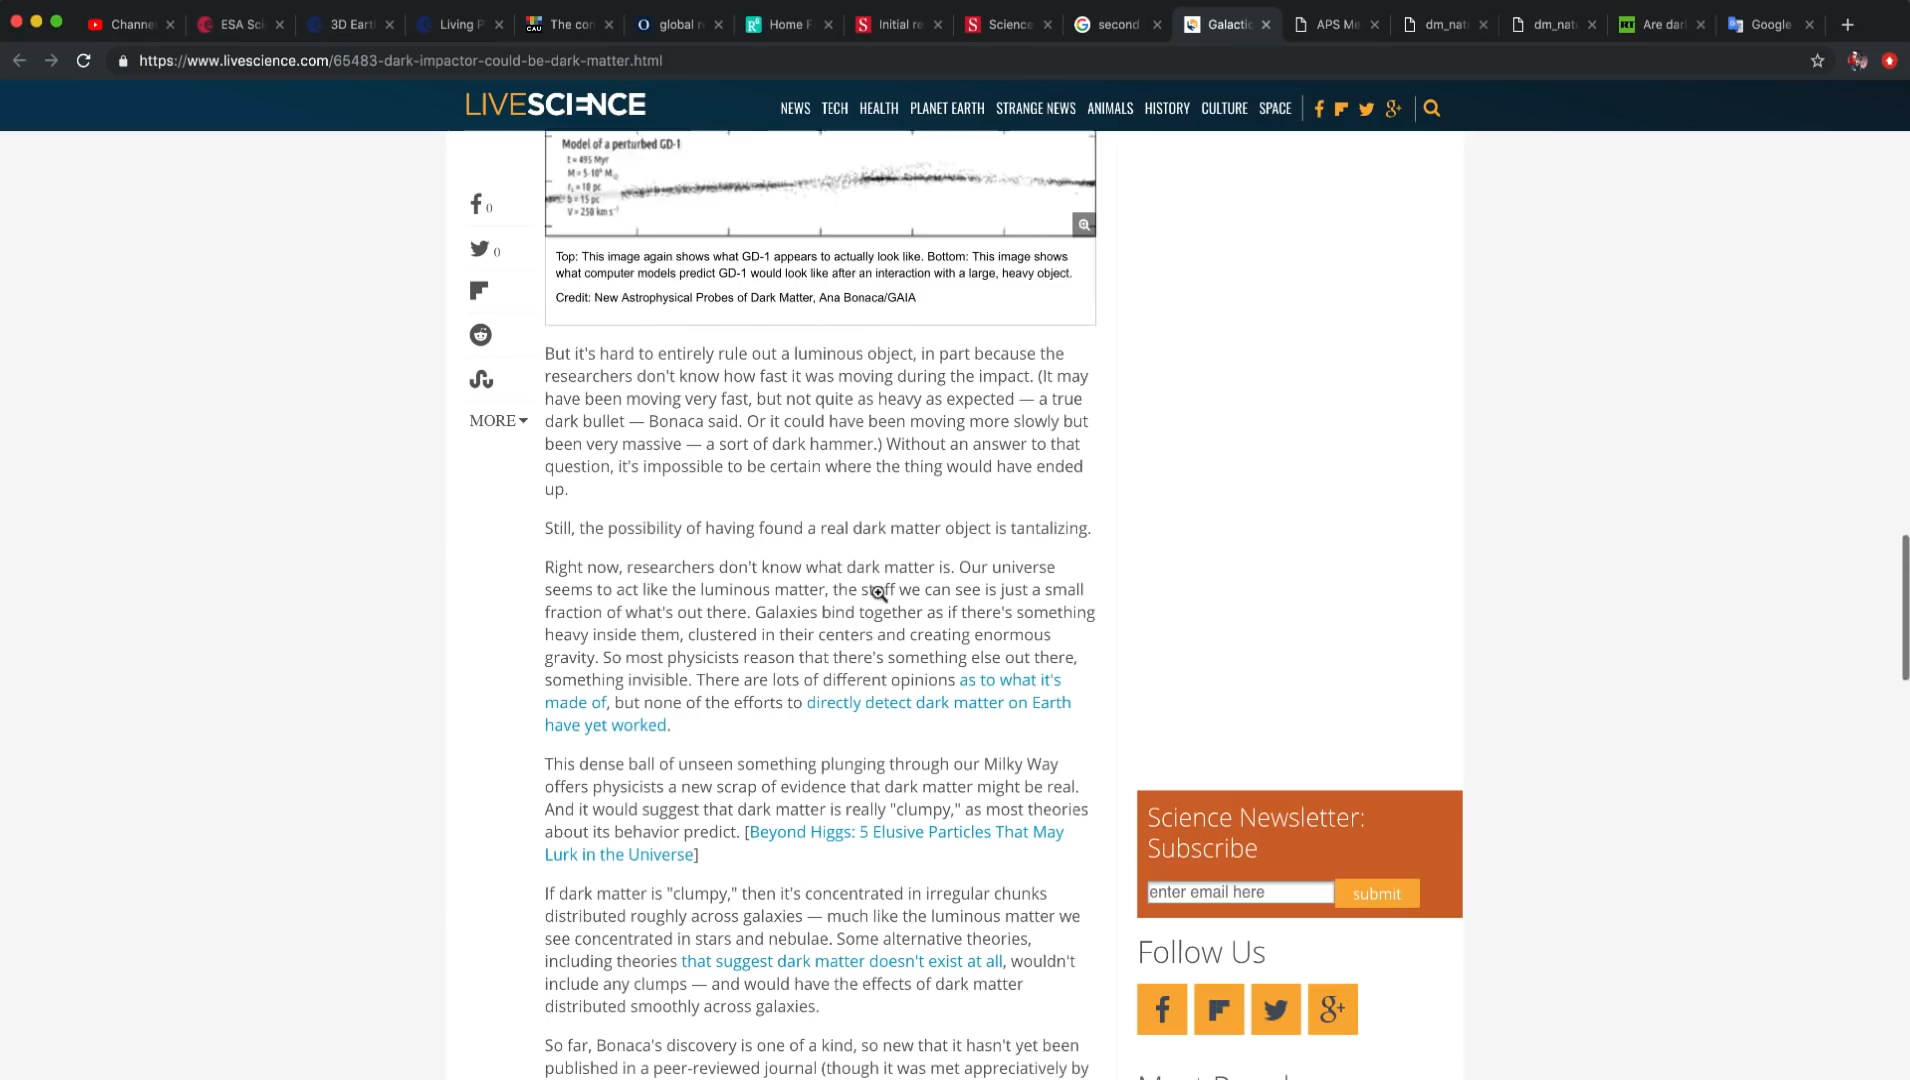 Channe
ESA Sci
3D Eart
Living P
The con
global r
Home F
Initial re
Science
second
Galactic
APS Me
dm_nat
dm_nat
Are dar
Google
https://www.livescience.com/65483-dark-impactor-could-be-dark-matter.html
LIVESCIENCE
NEWS TECH HEALTH PLANET EARTH STRANGE NEWS ANIMALS HISTORY CULTURE SPACE
Model of a perturbed GD-1
t = 495 Myr
r_s = 10 pc
b = 15 pc
V = 250 km s⁻¹
0
0
MORE
Top: This image again shows what GD-1 appears to actually look like. Bottom: This image shows
what computer models predict GD-1 would look like after an interaction with a large, heavy object.
Credit: New Astrophysical Probes of Dark Matter, Ana Bonaca/GAIA
But it's hard to entirely rule out a luminous object, in part because the
researchers don't know how fast it was moving during the impact. (It may
have been moving very fast, but not quite as heavy as expected — a true
dark bullet — Bonaca said. Or it could have been moving more slowly but
been very massive — a sort of dark hammer.) Without an answer to that
question, it's impossible to be certain where the thing would have ended
up.
Still, the possibility of having found a real dark matter object is tantalizing.
Right now, researchers don't know what dark matter is. Our universe
seems to act like the luminous matter, the stuff we can see is just a small
fraction of what's out there. Galaxies bind together as if there's something
heavy inside them, clustered in their centers and creating enormous
gravity. So most physicists reason that there's something else out there,
something invisible. There are lots of different opinions as to what it's
made of, but none of the efforts to directly detect dark matter on Earth
have yet worked.
This dense ball of unseen something plunging through our Milky Way
offers physicists a new scrap of evidence that dark matter might be real.
And it would suggest that dark matter is really "clumpy," as most theories
about its behavior predict. [Beyond Higgs: 5 Elusive Particles That May
Lurk in the Universe]
If dark matter is "clumpy," then it's concentrated in irregular chunks
distributed roughly across galaxies — much like the luminous matter we
see concentrated in stars and nebulae. Some alternative theories,
including theories that suggest dark matter doesn't exist at all, wouldn't
include any clumps — and would have the effects of dark matter
distributed smoothly across galaxies.
So far, Bonaca's discovery is one of a kind, so new that it hasn't yet been
published in a peer-reviewed journal (though it was met appreciatively by
Science Newsletter:
Subscribe
enter email here
submit
Follow Us